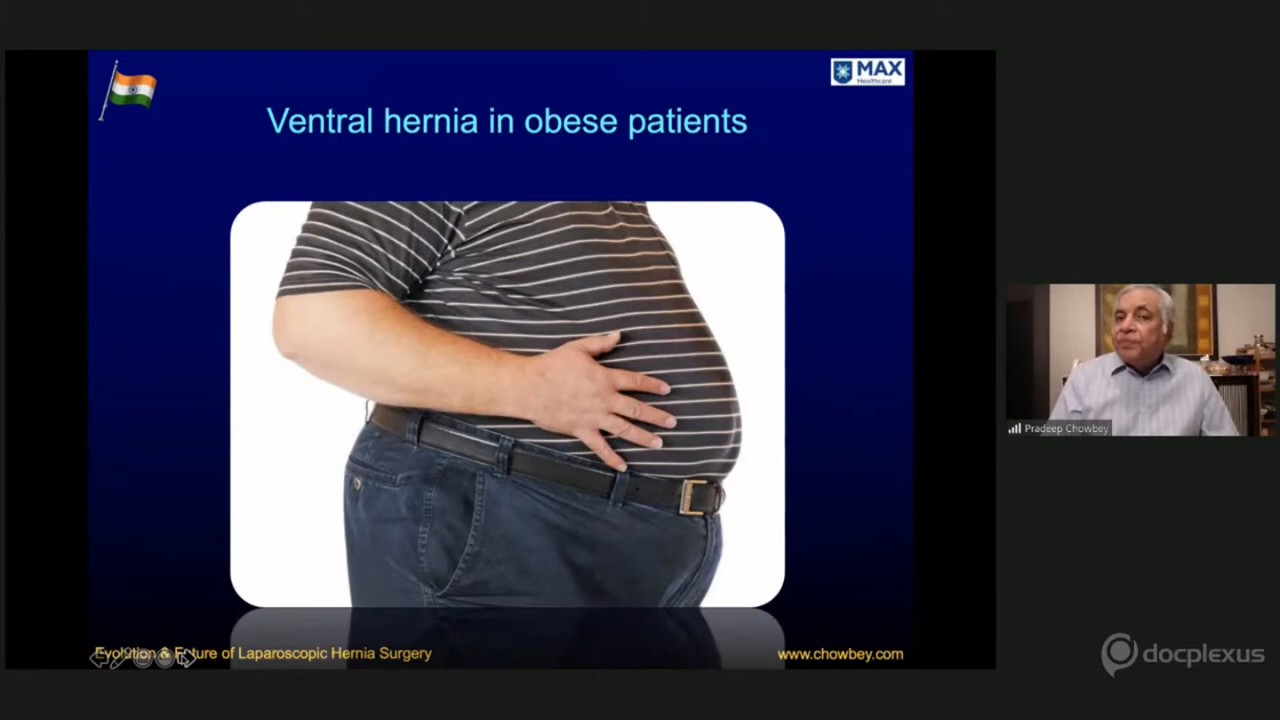 MAX
Healthcare
Ventral hernia in obese patients
Pradeep Chowbey
Evolution & Future of Laparoscopic Hernia Surgery
www.chowbey.com
docplexus